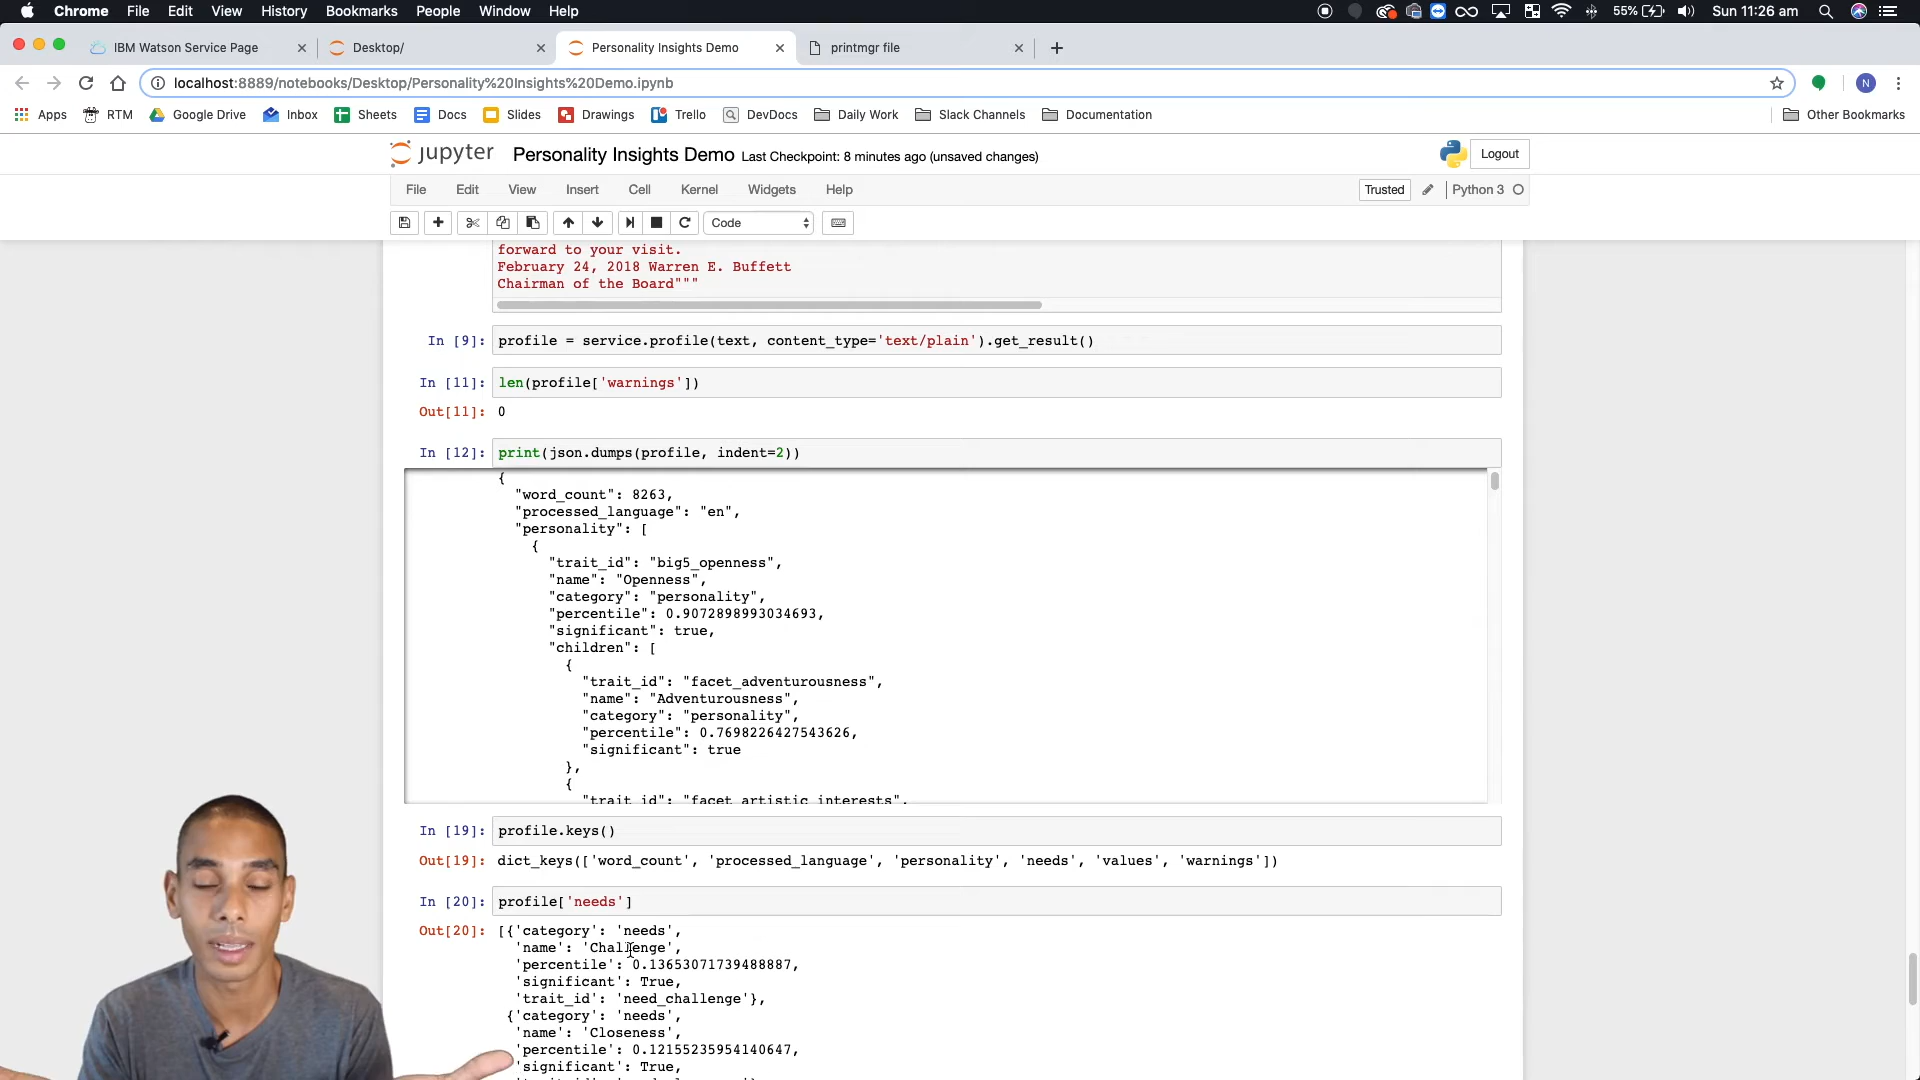 Chrome File Edit View History Bookmarks People Window Help 55% Sun 11:26 am
IBM Watson Service Page Desktop/ Personality Insights Demo printmgr file
localhost:8889/notebooks/Desktop/Personality%20Insights%20Demo.ipynb N
Apps RTM Google Drive Inbox Sheets Docs Slides Drawings Trello DevDocs Daily Work Slack Channels Documentation Other Bookmarks
jupyter Personality Insights Demo Last Checkpoint: 8 minutes ago (unsaved changes) Logout
File Edit View Insert Cell Kernel Widgets Help Trusted Python 3
Code
forward to your visit.
February 24, 2018 Warren E. Buffett
Chairman of the Board"""
In [9]: profile = service.profile(text, content_type='text/plain').get_result()
In [11]: len(profile['warnings'])
Out[11]: 0
In [12]: print(json.dumps(profile, indent=2))
{
"word_count": 8263,
"processed_language": "en",
"personality": [
{
"trait_id": "big5_openness",
"name": "Openness",
"category": "personality",
"percentile": 0.9072898993034693,
"significant": true,
"children": [
{
"trait_id": "facet_adventurousness",
"name": "Adventurousness",
"category": "personality",
"percentile": 0.7698226427543626,
"significant": true
},
{
"trait_id": "facet_artistic_interests",
In [19]: profile.keys()
Out[19]: dict_keys(['word_count', 'processed_language', 'personality', 'needs', 'values', 'warnings'])
In [20]: profile['needs']
Out[20]: [{'category': 'needs',
'name': 'Challenge',
'percentile': 0.13653071739488887,
'significant': True,
'trait_id': 'need_challenge'},
{'category': 'needs',
'name': 'Closeness',
'percentile': 0.12155235954140647,
'significant': True,